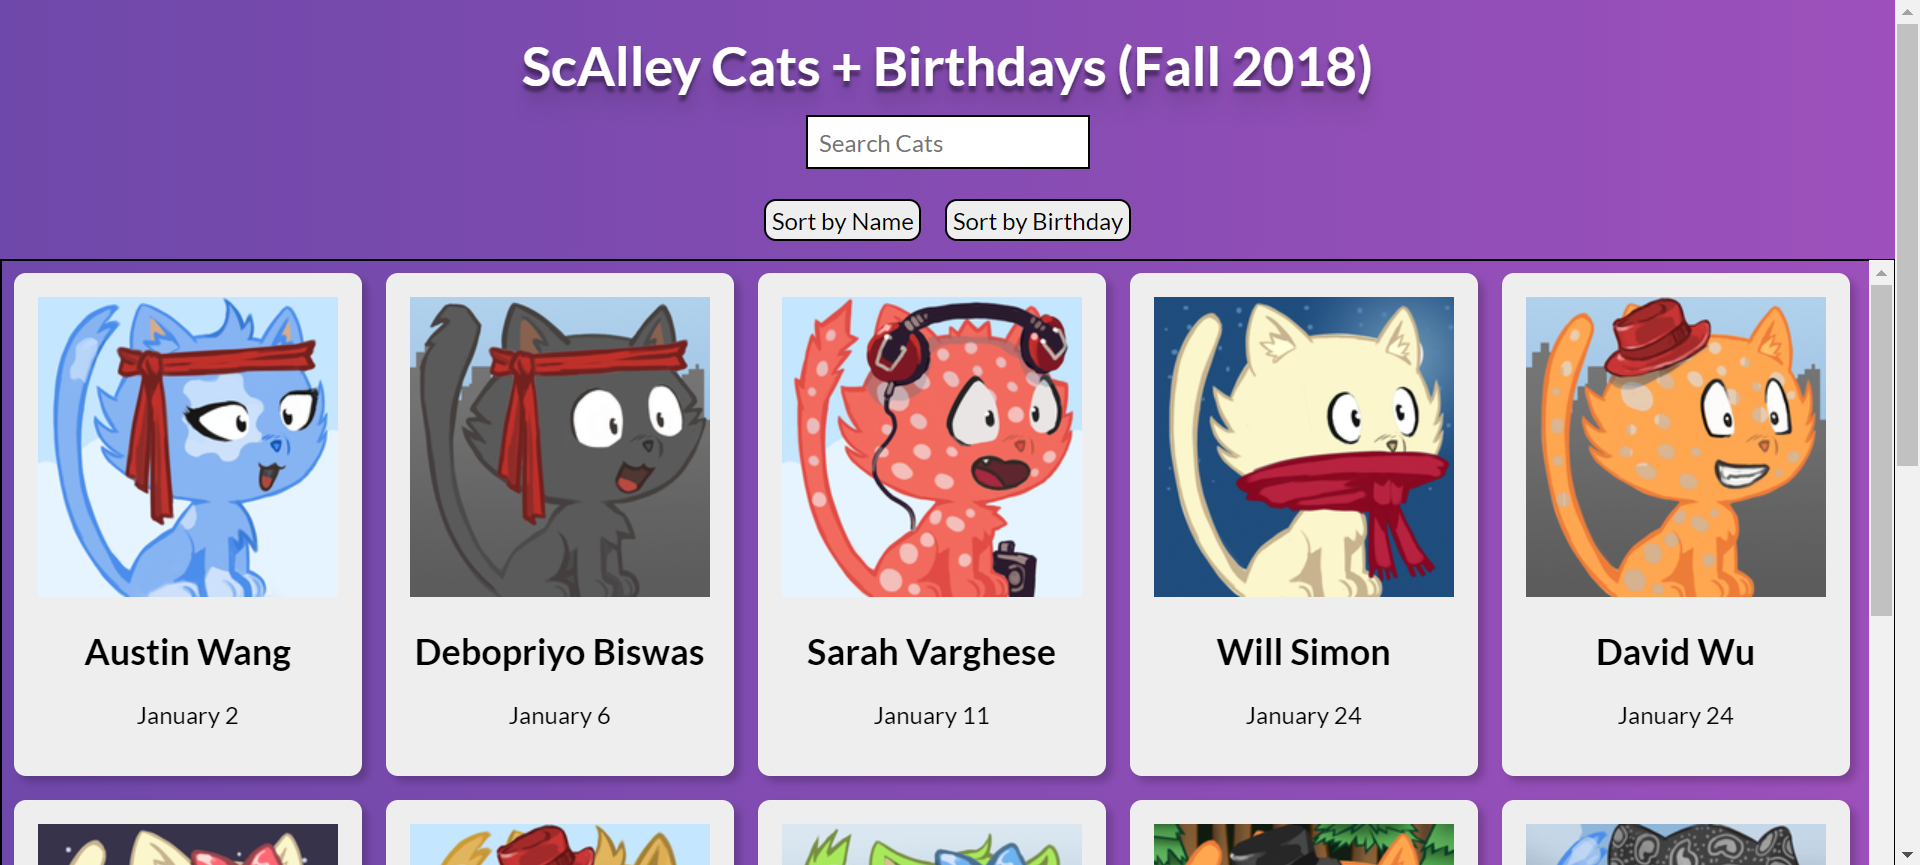 ScAlley Cats + Birthdays (Fall 2018)
Search Cats
Sort by Name
Sort by Birthday
Austin Wang
January 2
Debopriyo Biswas
January 6
Sarah Varghese
January 11
Will Simon
January 24
David Wu
January 24